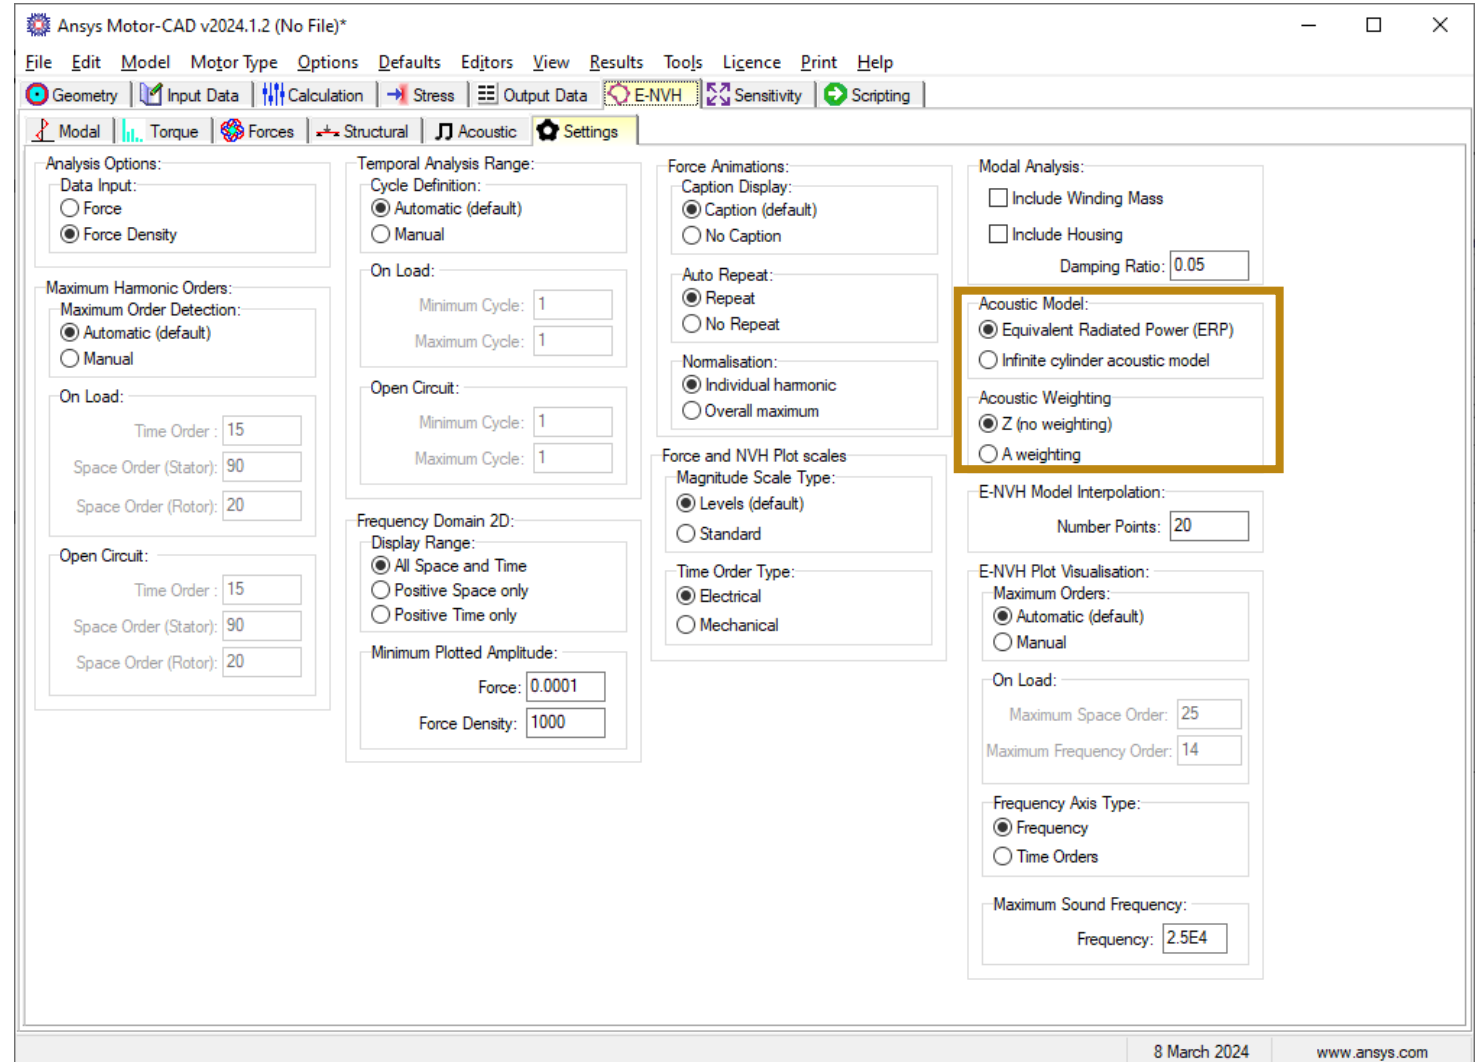 Ansys Motor-CAD v2024.1.2 (No File)*
File Edit Model Motor Type Options Defaults Editors View Results Tools Licence Print Help
Geometry Input Data Calculation Stress Output Data E-NVH Sensitivity Scripting
Modal Torque Forces Structural Acoustic Settings
Analysis Options:
Data Input:
Force
Force Density
Maximum Harmonic Orders:
Maximum Order Detection:
Automatic (default)
Manual
On Load:
Time Order : 15
Space Order (Stator): 90
Space Order (Rotor): 20
Open Circuit:
Time Order : 15
Space Order (Stator): 90
Space Order (Rotor): 20
Temporal Analysis Range:
Cycle Definition:
Automatic (default)
Manual
On Load:
Minimum Cycle: 1
Maximum Cycle: 1
Open Circuit:
Minimum Cycle: 1
Maximum Cycle: 1
Frequency Domain 2D:
Display Range:
All Space and Time
Positive Space only
Positive Time only
Minimum Plotted Amplitude:
Force: 0.0001
Force Density: 1000
Force Animations:
Caption Display:
Caption (default)
No Caption
Auto Repeat:
Repeat
No Repeat
Normalisation:
Individual harmonic
Overall maximum
Force and NVH Plot scales
Magnitude Scale Type:
Levels (default)
Standard
Time Order Type:
Electrical
Mechanical
Modal Analysis:
Include Winding Mass
Include Housing
Damping Ratio: 0.05
Acoustic Model:
Equivalent Radiated Power (ERP)
Infinite cylinder acoustic model
Acoustic Weighting
Z (no weighting)
A weighting
E-NVH Model Interpolation:
Number Points: 20
E-NVH Plot Visualisation:
Maximum Orders:
Automatic (default)
Manual
On Load:
Maximum Space Order: 25
Maximum Frequency Order: 14
Frequency Axis Type:
Frequency
Time Orders
Maximum Sound Frequency:
Frequency: 2.5E4
8 March 2024 www.ansys.com